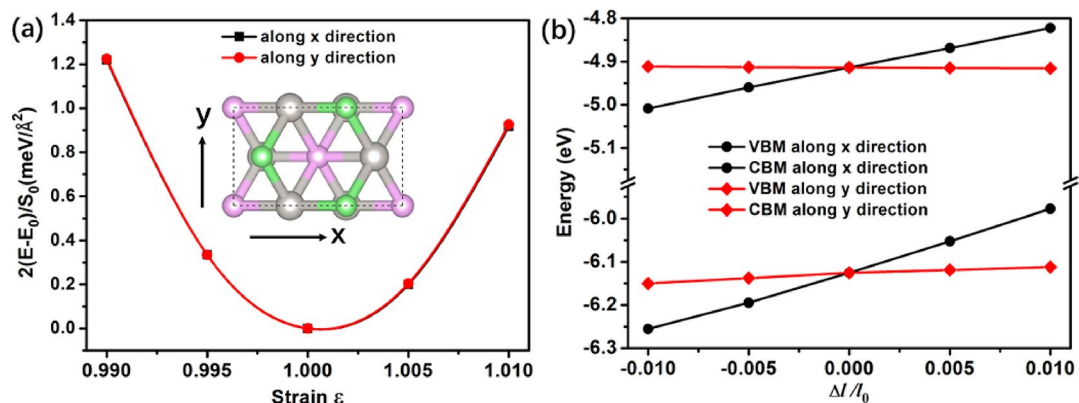 (a)
2(E-E₀)/S₀(meV/Å²)
1.4
1.2
1.0
0.8
0.6
0.4
0.2
0.0
along x direction
along y direction
y
x
0.990 0.995 1.000 1.005 1.010
Strain ε
(b)
Energy (eV)
-4.8
-4.9
-5.0
-5.1
-6.0
-6.1
-6.2
-6.3
VBM along x direction
CBM along x direction
VBM along y direction
CBM along y direction
-0.010 -0.005 0.000 0.005 0.010
Δl/l₀